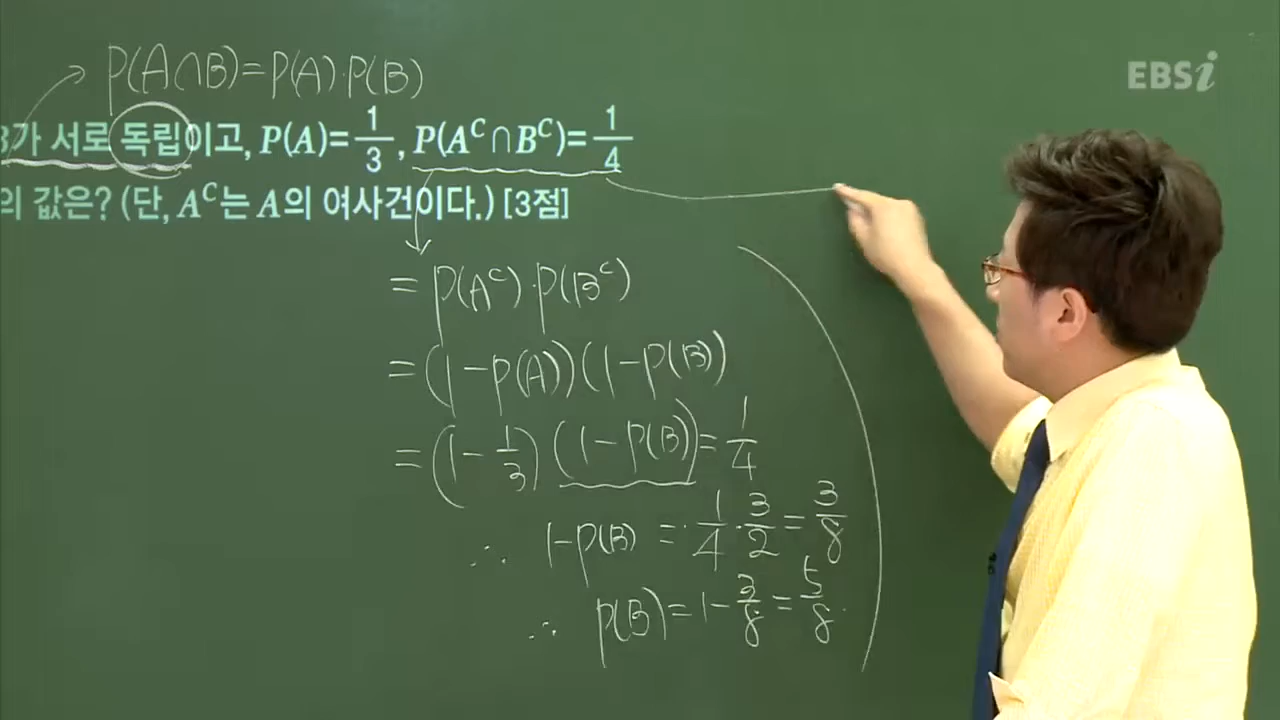 P(A∩B)=P(A)·P(B)
EBSi
B가 서로 독립이고, P(A)=1/3, P(A^C∩B^C)=1/4
의 값은? (단, A^C는 A의 여사건이다.) [3점]
=P(A^c)·P(B^c)
=(1-P(A))(1-P(B))
=(1-1/3)(1-P(B))=1/4
∴ 1-P(B)=·1/4·3/2=3/8
∴ P(B)=1-3/8=5/8.